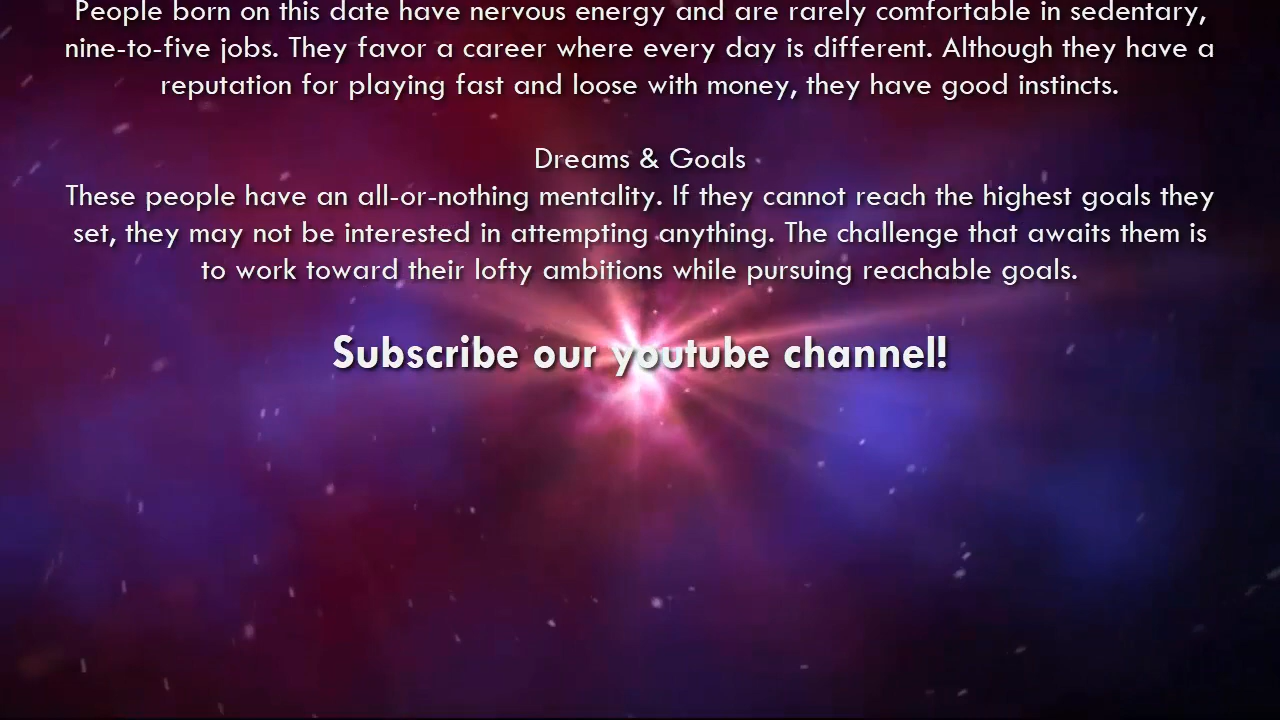 People born on this date have nervous energy and are rarely comfortable in sedentary,
nine-to-five jobs. They favor a career where every day is different. Although they have a
reputation for playing fast and loose with money, they have good instincts.
Dreams & Goals
These people have an all-or-nothing mentality. If they cannot reach the highest goals they
set, they may not be interested in attempting anything. The challenge that awaits them is
to work toward their lofty ambitions while pursuing reachable goals.
Subscribe our youtube channel!